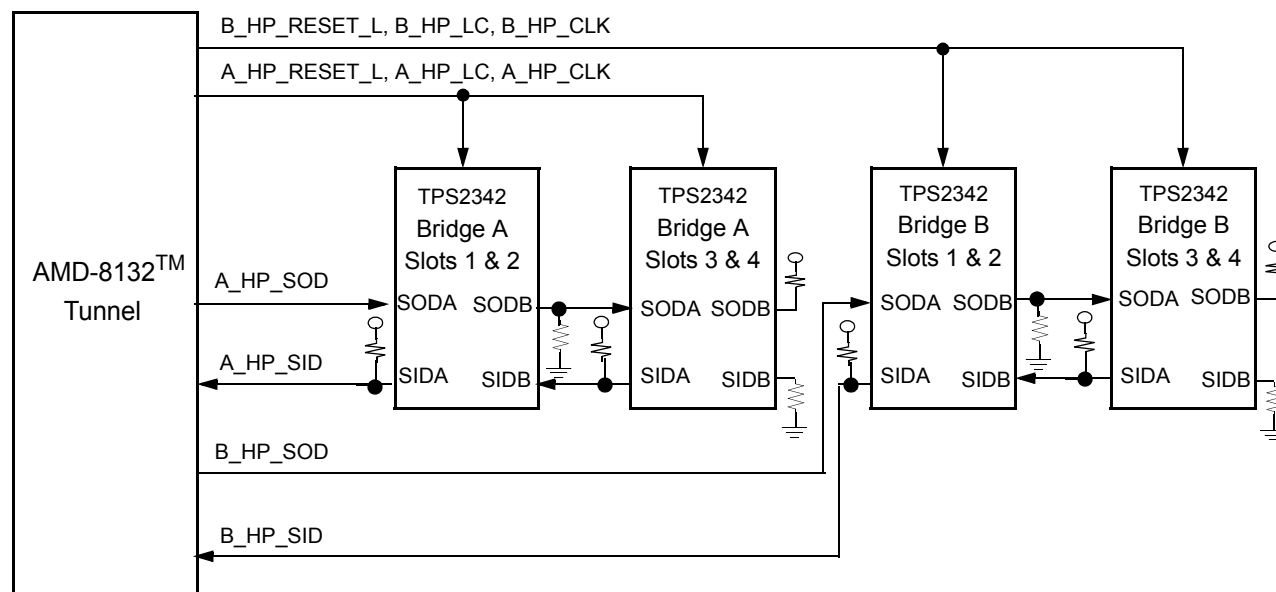 B_HP_RESET_L, B_HP_LC, B_HP_CLK
A_HP_RESET_L, A_HP_LC, A_HP_CLK
AMD-8132TM
Tunnel
A_HP_SOD
A_HP_SID
B_HP_SOD
B_HP_SID
TPS2342
Bridge A
Slots 1 & 2
SODA SODB
SIDA SIDB
TPS2342
Bridge A
Slots 3 & 4
SODA SODB
SIDA SIDB
TPS2342
Bridge B
Slots 1 & 2
SODA SODB
SIDA SIDB
TPS2342
Bridge B
Slots 3 & 4
SODA SODB
SIDA SIDB